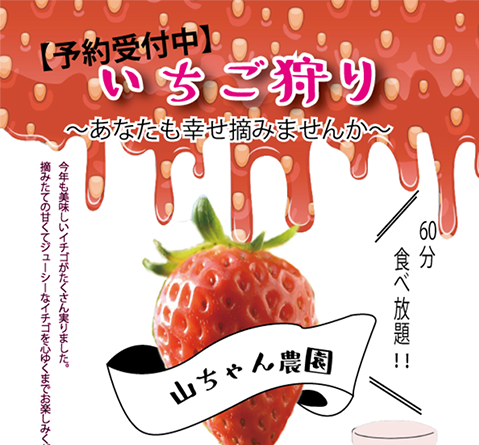 【予約受付中】
いちご狩り
～あなたも幸せ摘みませんか～
今年も美味しいイチゴがたくさん実りました。
摘みたての甘くてジューシーなイチゴを心ゆくまでお楽しみく
60分
食べ放題！！
山ちゃん農園